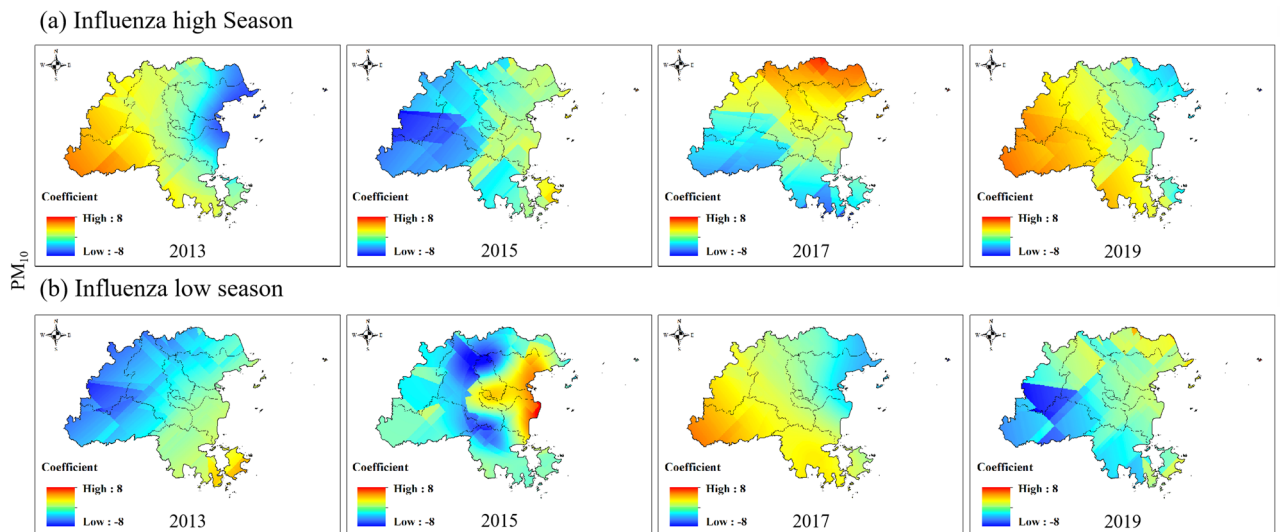 (a) Influenza high Season
PM10
N
W E
S
Coefficient
High : 8
Low : -8
2013
N
W E
S
Coefficient
High : 8
Low : -8
2015
N
W E
S
Coefficient
High : 8
Low : -8
2017
N
W E
S
Coefficient
High : 8
Low : -8
2019
(b) Influenza low season
N
W E
S
Coefficient
High : 8
Low : -8
2013
N
W E
S
Coefficient
High : 8
Low : -8
2015
N
W E
S
Coefficient
High : 8
Low : -8
2017
N
W E
S
Coefficient
High : 8
Low : -8
2019